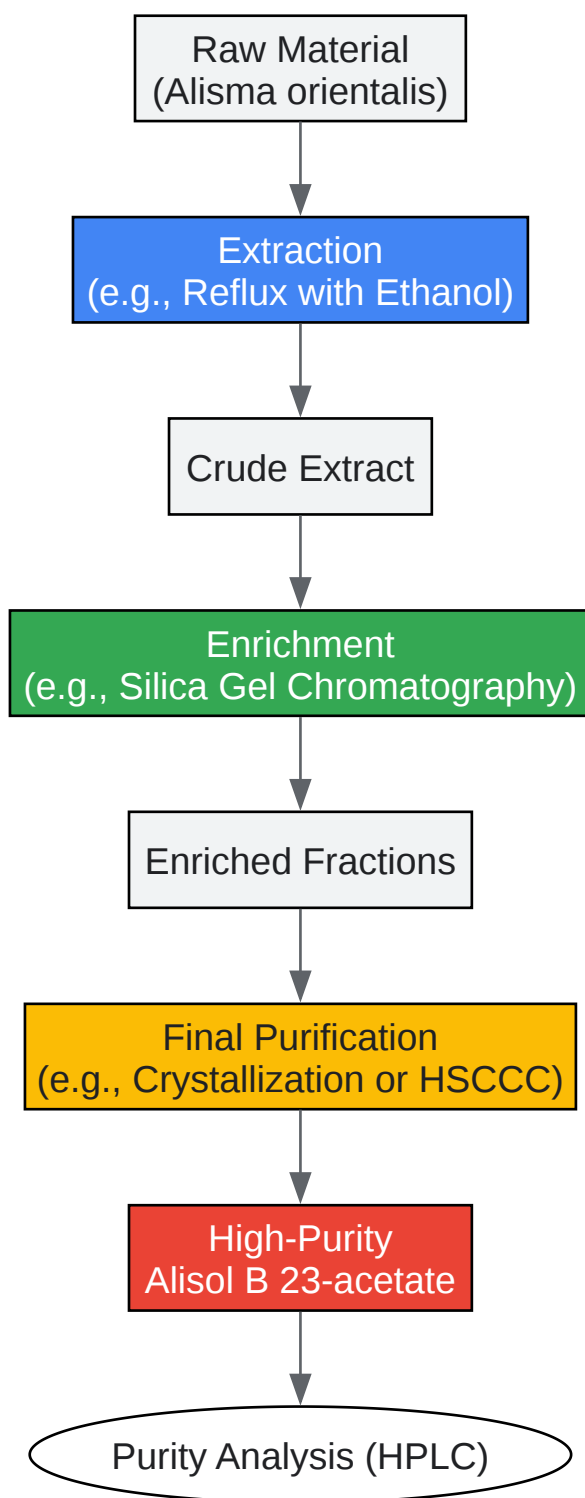 Raw Material
(Alisma orientalis)
Extraction
(e.g., Reflux with Ethanol)
Crude Extract
Enrichment
(e.g., Silica Gel Chromatography)
Enriched Fractions
Final Purification
(e.g., Crystallization or HSCCC)
High-Purity
Alisol B 23-acetate
Purity Analysis (HPLC)